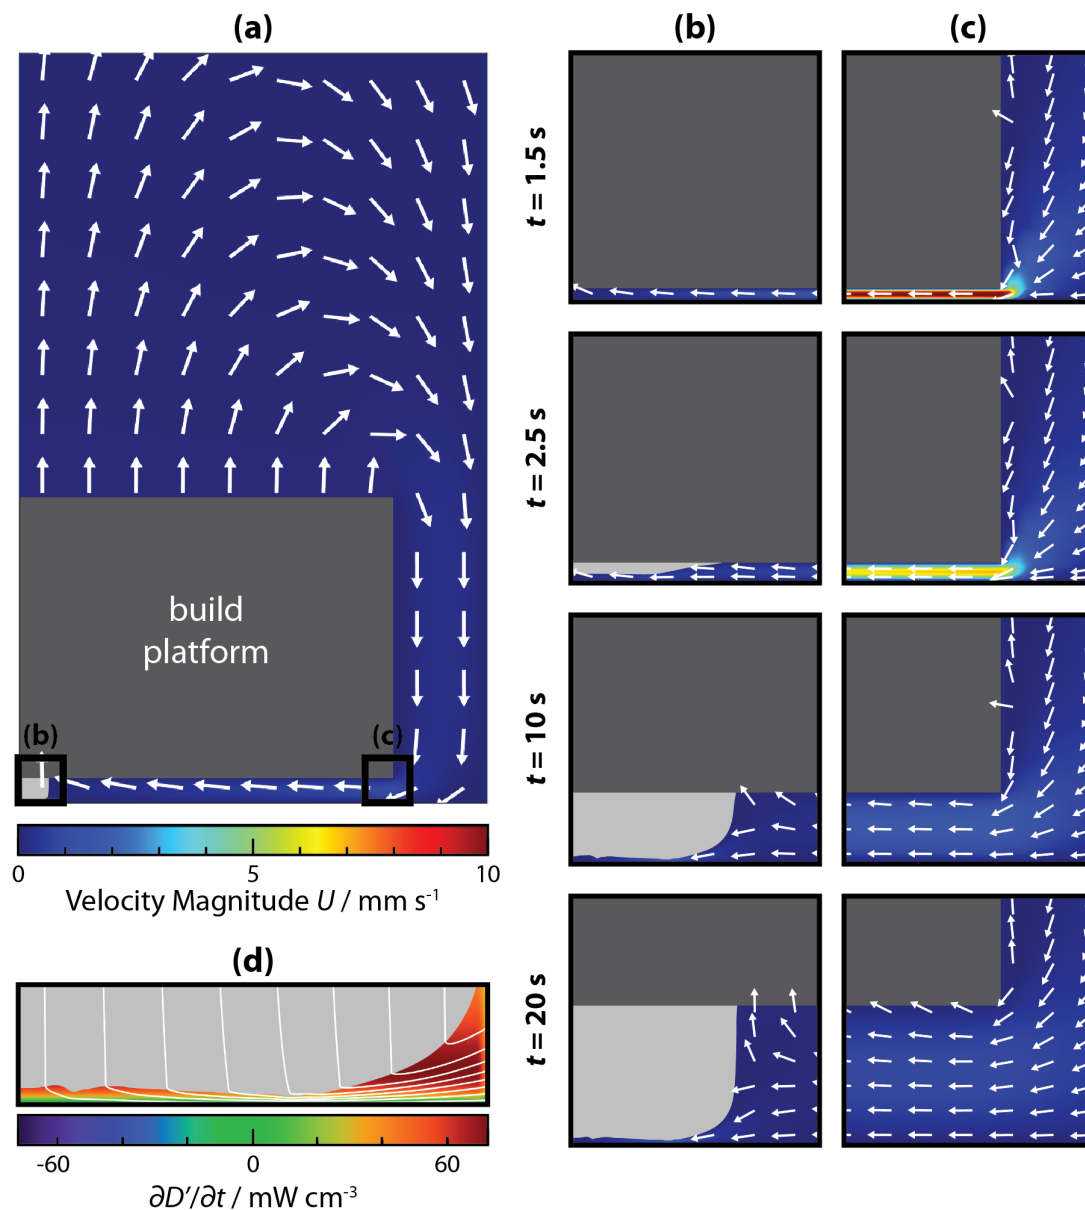 (a)
(b)
(c)
t = 1.5 s
t = 2.5 s
t = 10 s
t = 20 s
build
platform
(b)
(c)
0
5
10
Velocity Magnitude U / mm s⁻¹
(d)
-60
0
60
∂D′/∂t / mW cm⁻³